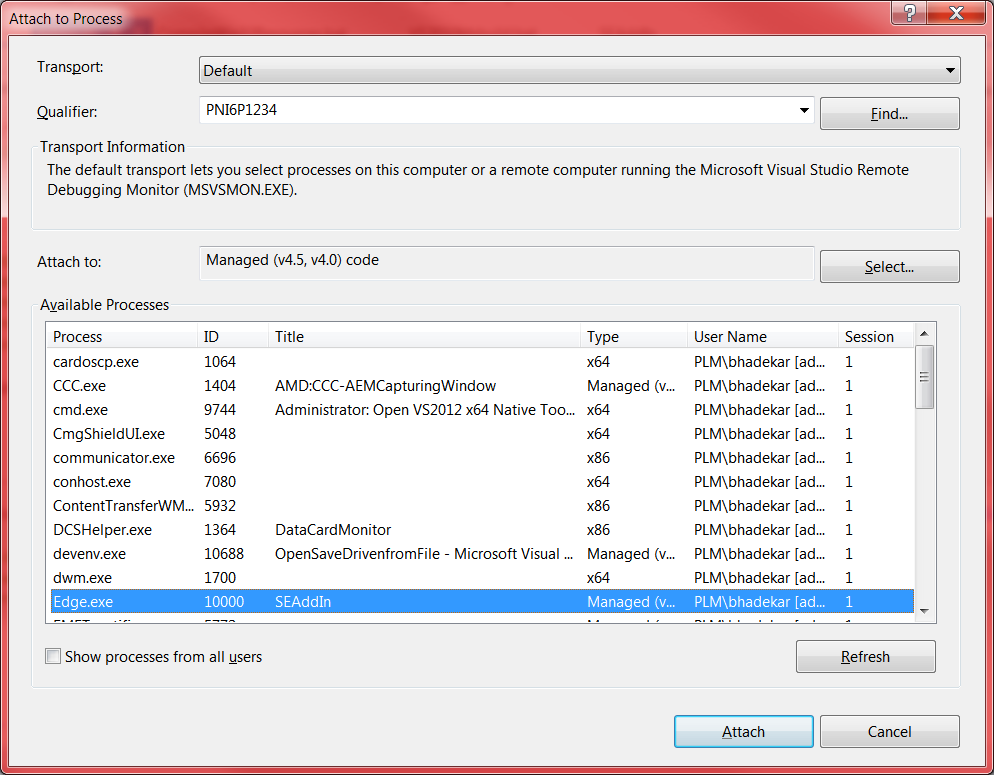 Attach to Process
Transport: Default
Qualifier: PNI6P1234 Find...
Transport Information
The default transport lets you select processes on this computer or a remote computer running the Microsoft Visual Studio Remote
Debugging Monitor (MSVSMON.EXE).
Attach to: Managed (v4.5, v4.0) code Select...
Available Processes
Process ID Title Type User Name Session
cardoscp.exe 1064 x64 PLM\bhadekar [ad... 1
CCC.exe 1404 AMD:CCC-AEMCapturingWindow Managed (v... PLM\bhadekar [ad... 1
cmd.exe 9744 Administrator: Open VS2012 x64 Native Too... x64 PLM\bhadekar [ad... 1
CmgShieldUI.exe 5048 x64 PLM\bhadekar [ad... 1
communicator.exe 6696 x86 PLM\bhadekar [ad... 1
conhost.exe 7080 x64 PLM\bhadekar [ad... 1
ContentTransferWM... 5932 x86 PLM\bhadekar [ad... 1
DCSHelper.exe 1364 DataCardMonitor x86 PLM\bhadekar [ad... 1
devenv.exe 10688 OpenSaveDrivenfromFile - Microsoft Visual ... Managed (v... PLM\bhadekar [ad... 1
dwm.exe 1700 x64 PLM\bhadekar [ad... 1
Edge.exe 10000 SEAddIn Managed (v... PLM\bhadekar [ad... 1
Show processes from all users Refresh
Attach Cancel